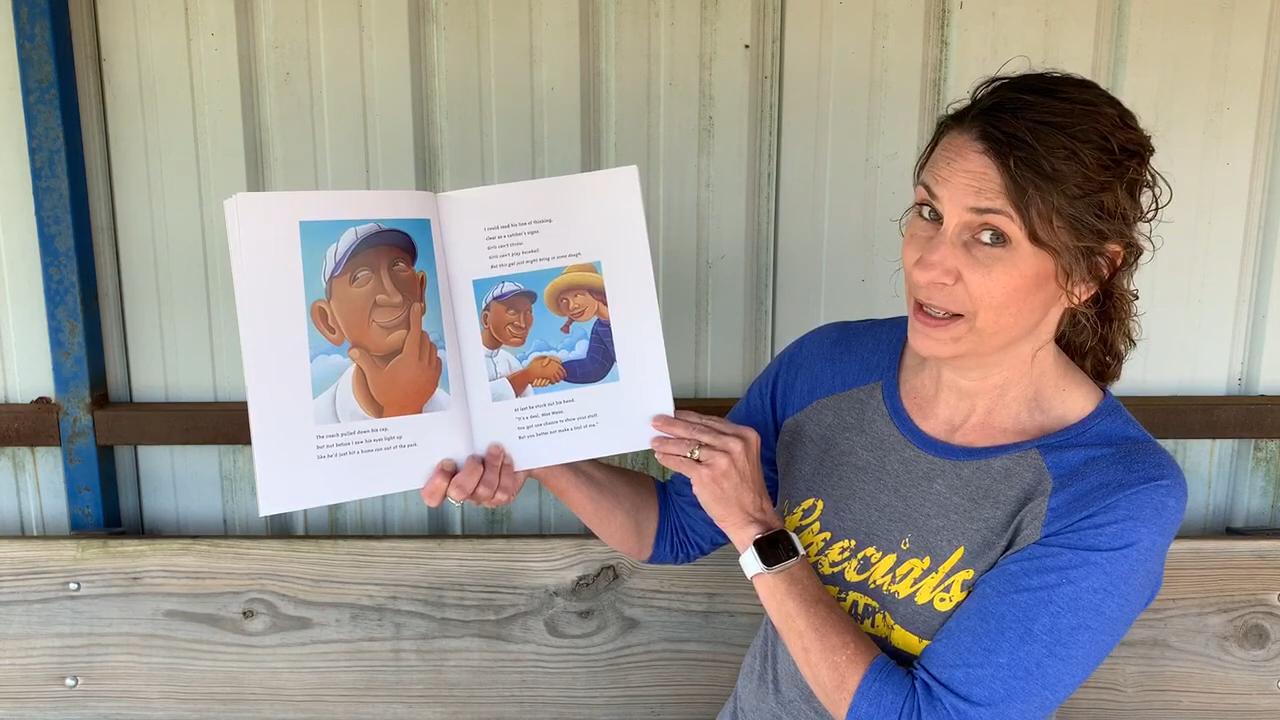 The coach pulled down his cap,
but not before I saw his eyes light up
like he'd just hit a home run out of the park.
I could read his line of thinking,
clear as a catcher's signs.
Girls can't throw.
Girls can't play baseball.
But this gal just might bring in some dough.
At last he stuck out his hand.
"It's a deal, Miss Weiss.
You got one chance to show your stuff.
But you better not make a fool of me."
Specials